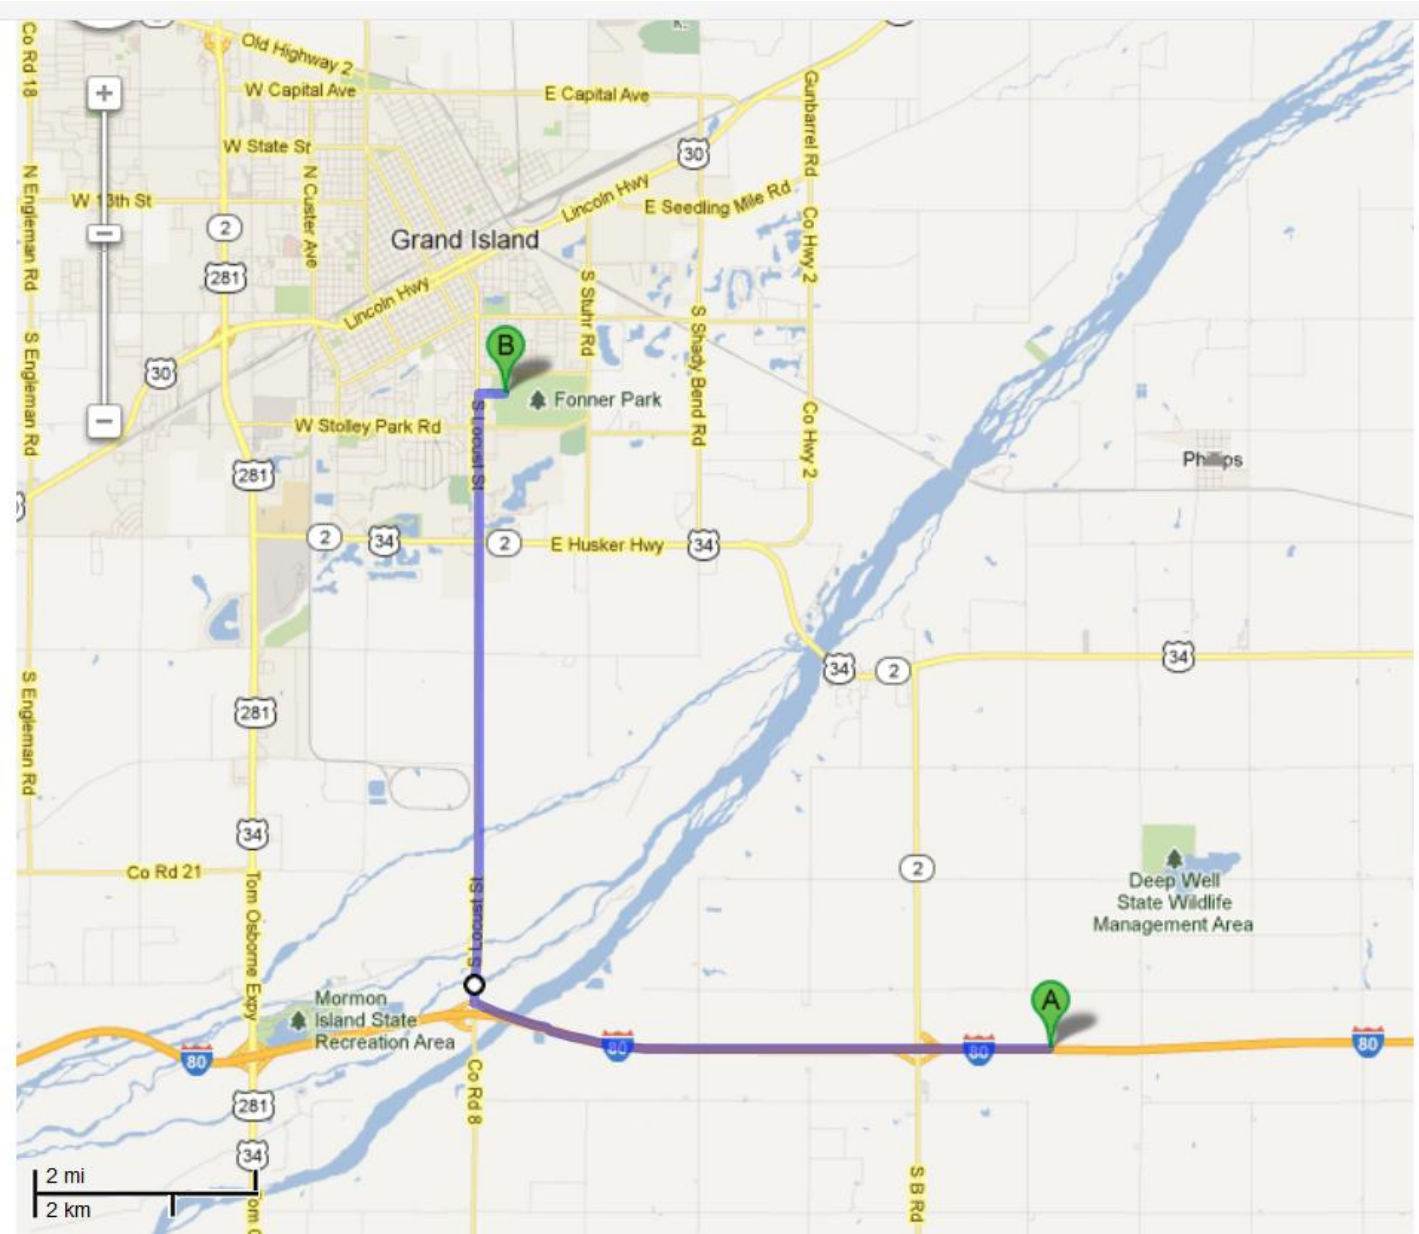 Co Rd 18
Old Highway 2
W Capital Ave
E Capital Ave
Gunbarrel Rd
+
W State St
30
N Engleman Rd
N Custer Ave
W 13th St
Lincoln Hwy
E Seedling Mile Rd
2
Co Hwy 2
Grand Island
281
S Stuhr Rd
Lincoln Hwy
S Shady Bend Rd
B
30
S Engleman Rd
Fonner Park
−
W Stolley Park Rd
S Locust St
Co Hwy 2
281
2
34
2
E Husker Hwy
34
34
2
34
S Engleman Rd
281
34
Co Rd 21
2
Deep Well
State Wildlife
Management Area
Tom Osborne Expy
S Locust St
Mormon
Island State
Recreation Area
A
80
80
80
80
Co Rd 8
281
34
S B Rd
2 mi
2 km